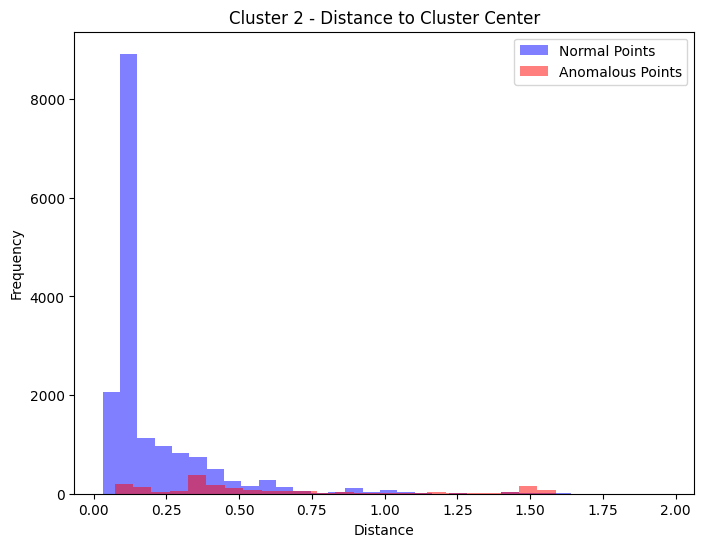 Cluster 2 - Distance to Cluster Center
Normal Points
Anomalous Points
8000
6000
4000
2000
0
Frequency
0.00 0.25 0.50 0.75 1.00 1.25 1.50 1.75 2.00
Distance